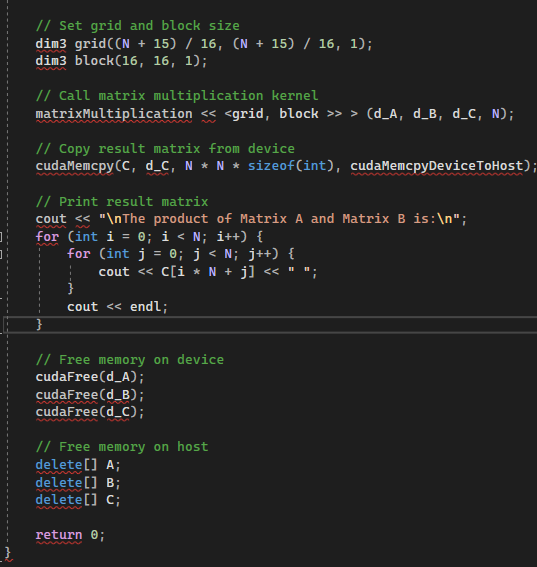 // Set grid and block size
dim3 grid((N + 15) / 16, (N + 15) / 16, 1);
dim3 block(16, 16, 1);
// Call matrix multiplication kernel
matrixMultiplication << <grid, block >> > (d_A, d_B, d_C, N);
// Copy result matrix from device
cudaMemcpy(C, d_C, N * N * sizeof(int), cudaMemcpyDeviceToHost);
// Print result matrix
cout << "\nThe product of Matrix A and Matrix B is:\n";
for (int i = 0; i < N; i++) {
for (int j = 0; j < N; j++) {
cout << C[i * N + j] << " ";
}
cout << endl;
}
// Free memory on device
cudaFree(d_A);
cudaFree(d_B);
cudaFree(d_C);
// Free memory on host
delete[] A;
delete[] B;
delete[] C;
return 0;
}